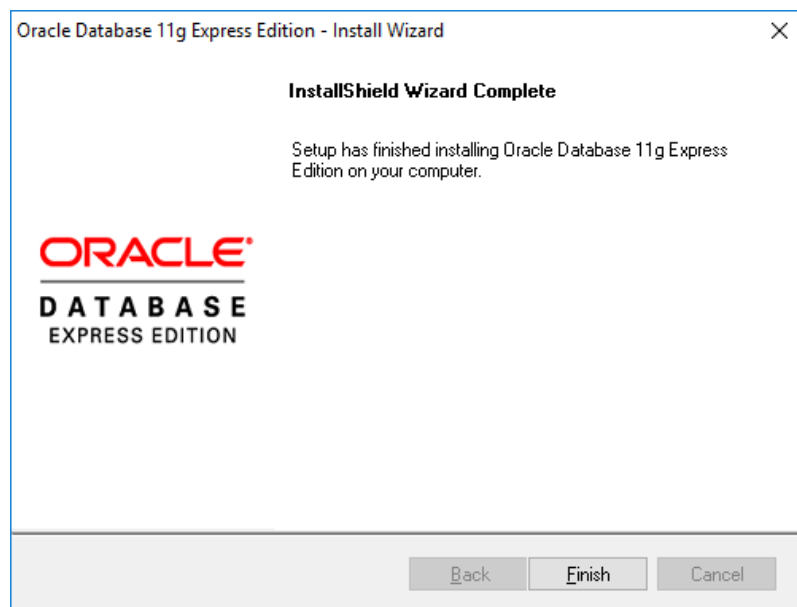 Oracle Database 11g Express Edition - Install Wizard
InstallShield Wizard Complete
Setup has finished installing Oracle Database 11g Express
Edition on your computer.
ORACLE
DATABASE
EXPRESS EDITION
Back Finish Cancel